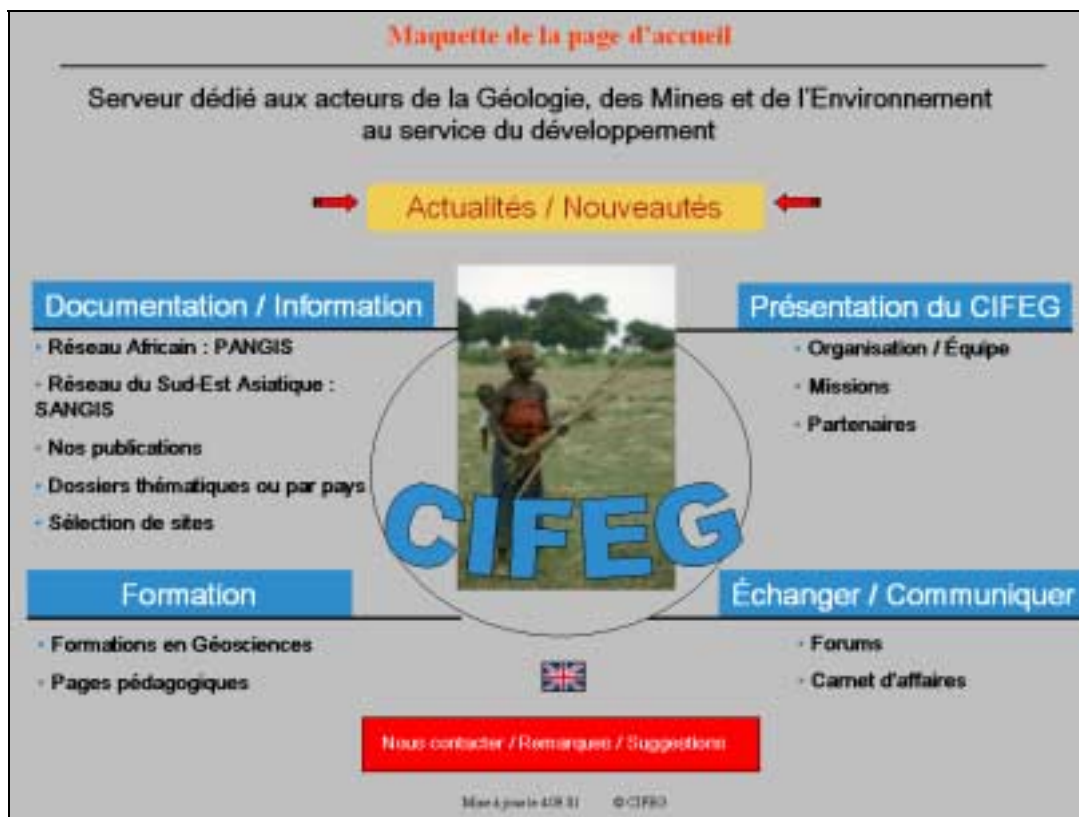 Maquette de la page d'accueil
Serveur dédié aux acteurs de la Géologie, des Mines et de l'Environnement
au service du développement
Actualités / Nouveautés
Documentation / Information
• Réseau Africain : PANGIS
• Réseau du Sud-Est Asiatique :
SANGIS
• Nos publications
• Dossiers thématiques ou par pays
• Sélection de sites
Présentation du CIFEG
• Organisation / Équipe
• Missions
• Partenaires
CIFEG
Formation
• Formations en Géosciences
• Pages pédagogiques
Échanger / Communiquer
• Forums
• Carnet d'affaires
Nous contacter / Remarques / Suggestions
Mise à jour le © CIFEG